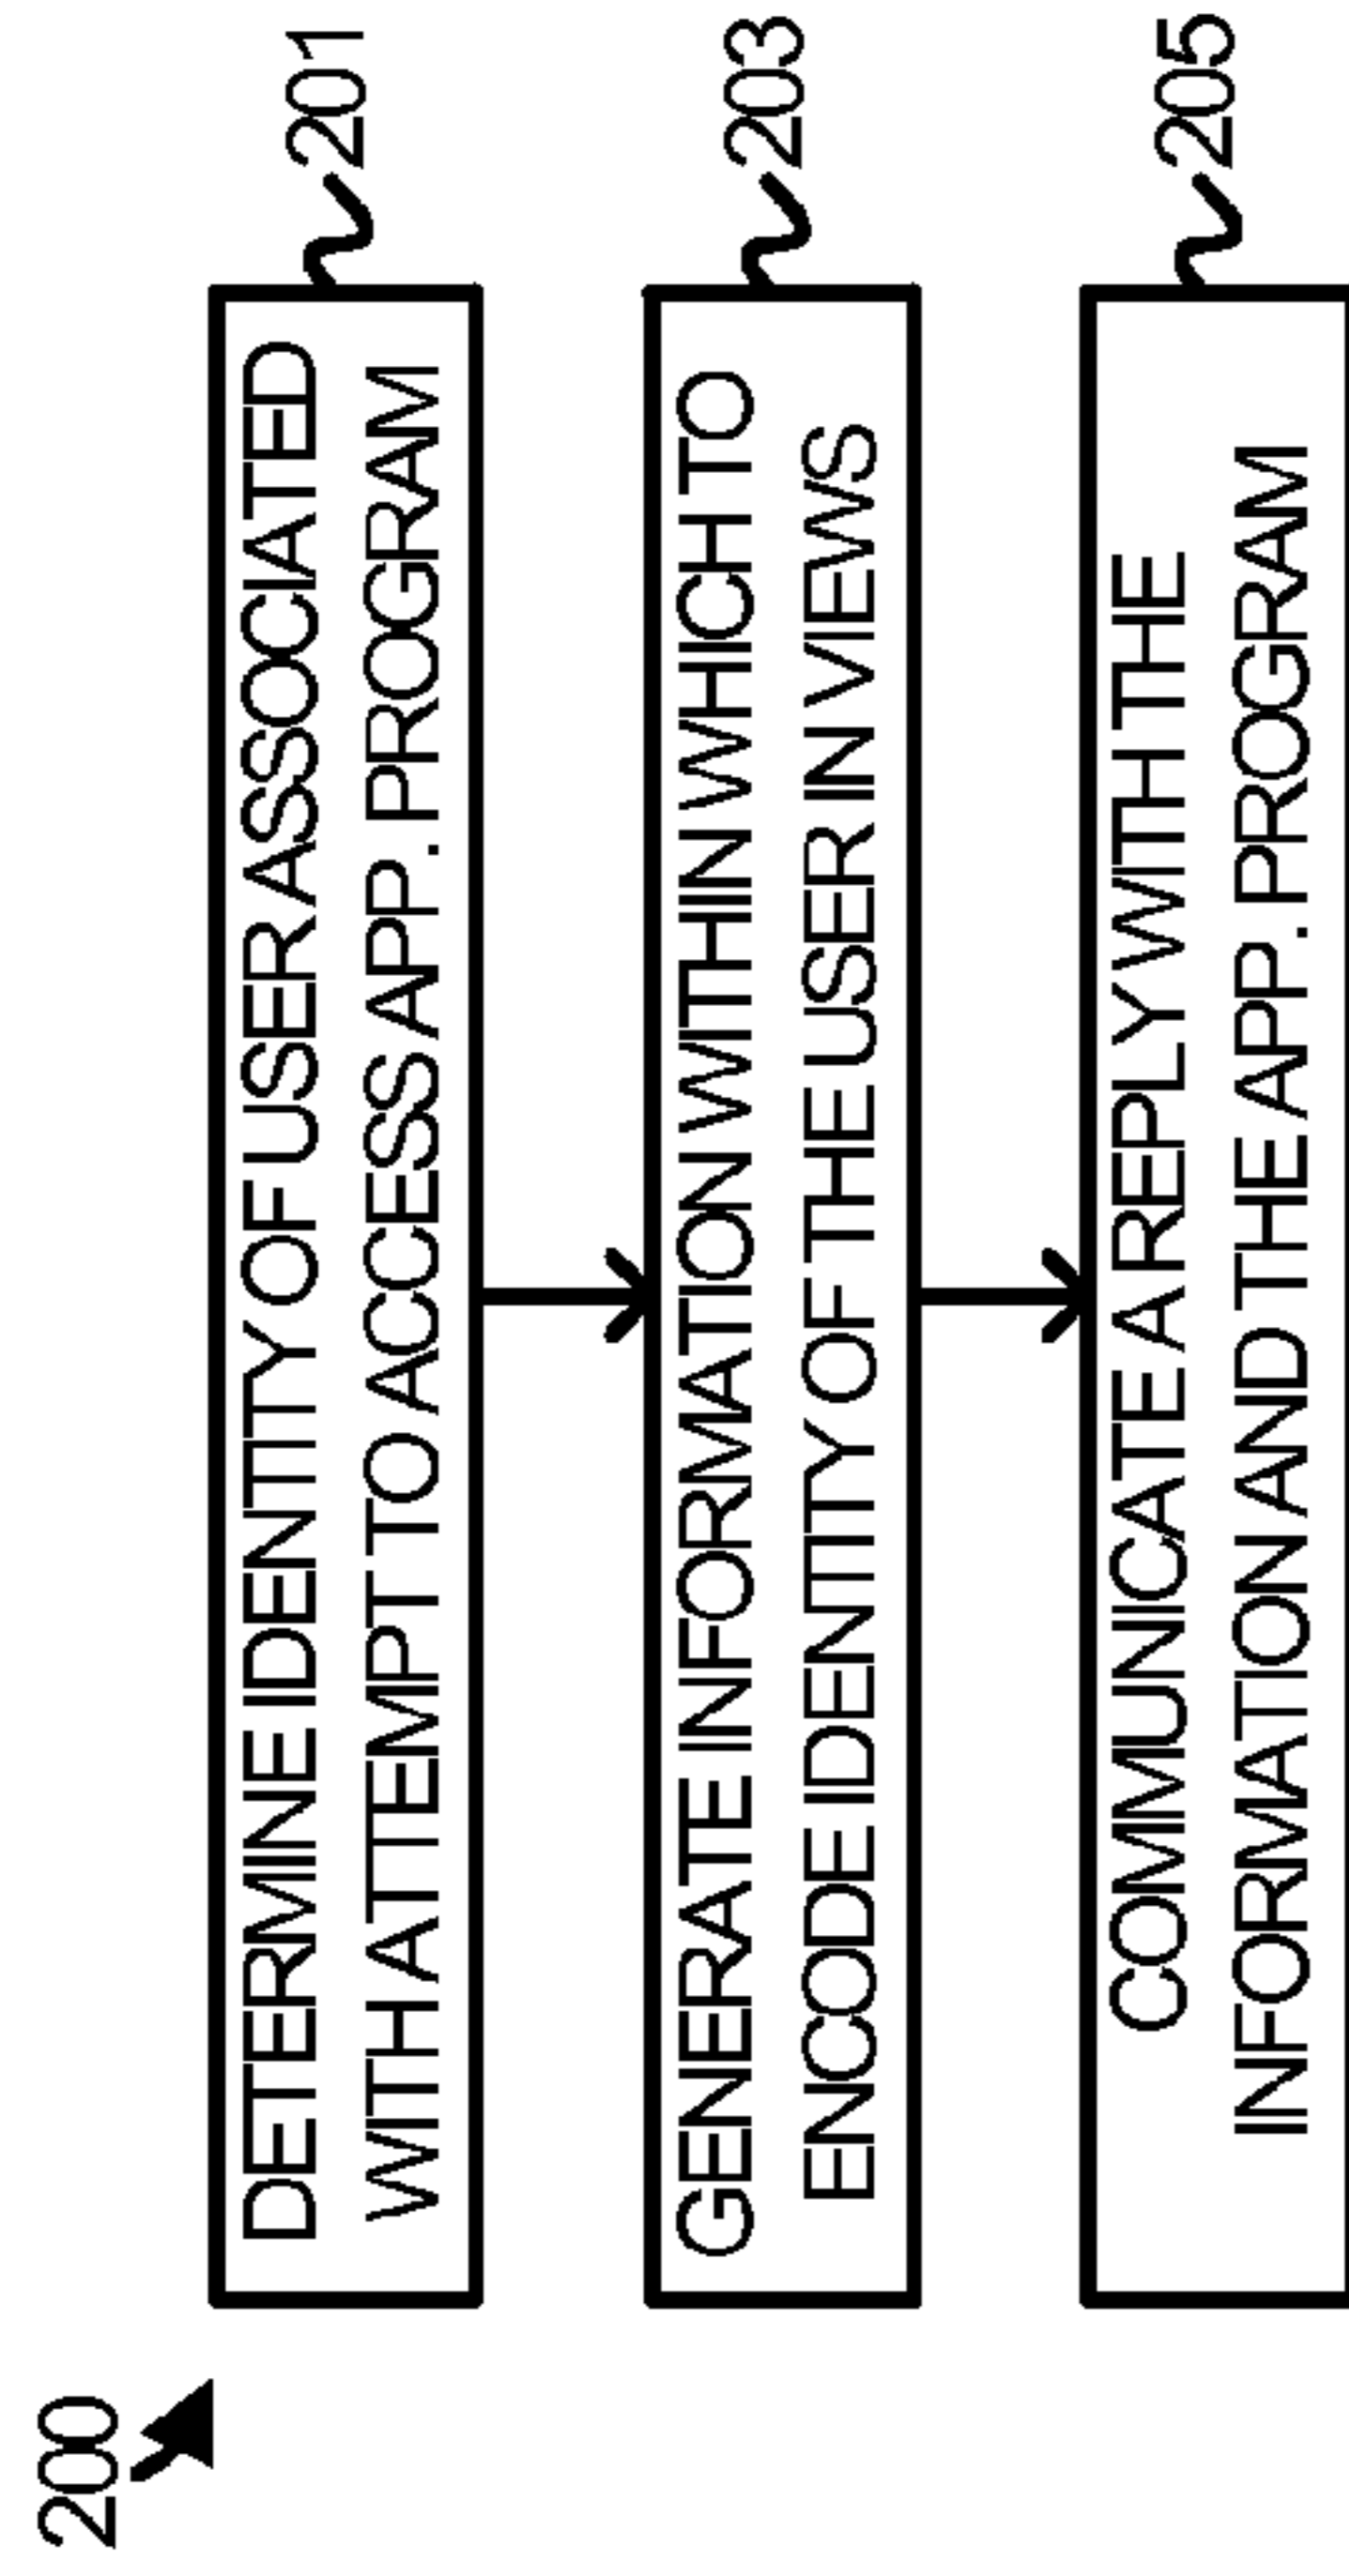 200
DETERMINE IDENTITY OF USER ASSOCIATED
WITH ATTEMPT TO ACCESS APP. PROGRAM
201
GENERATE INFORMATION WITHIN WHICH TO
ENCODE IDENTITY OF THE USER IN VIEWS
203
COMMUNICATE A REPLY WITH THE
INFORMATION AND THE APP. PROGRAM
205